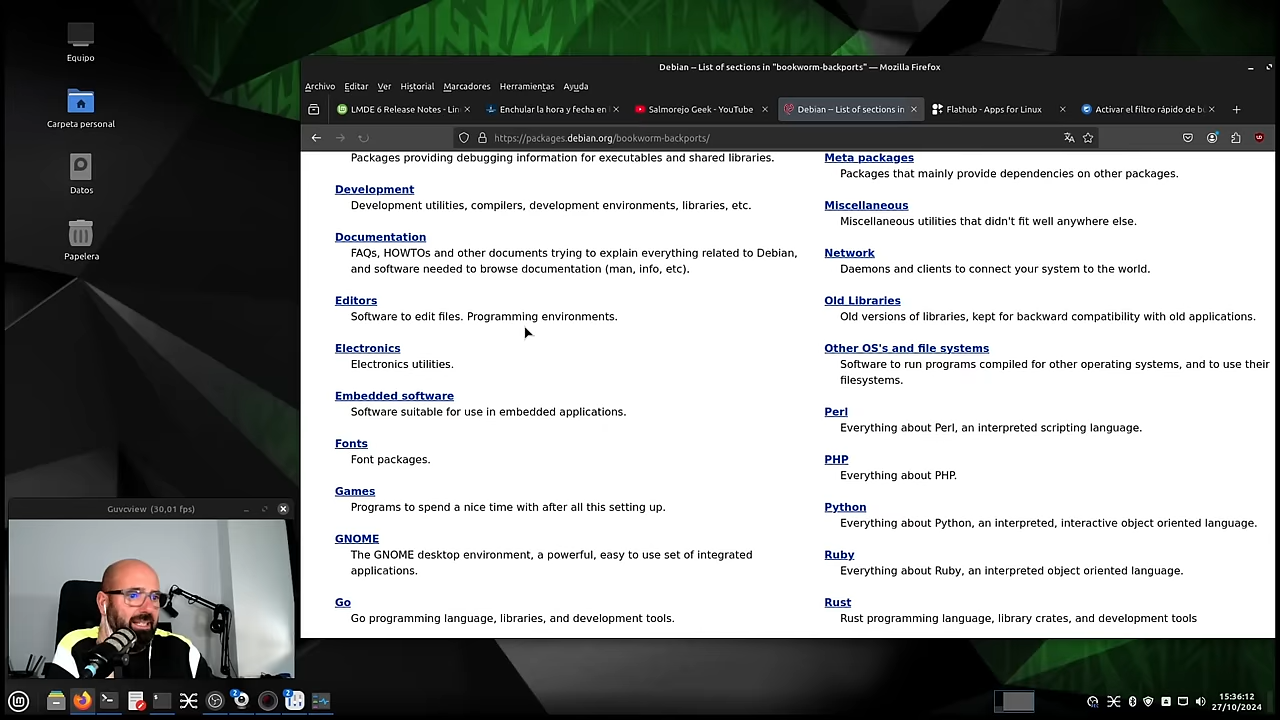 Equipo
Carpeta personal
Datos
Papelera
Debian – List of sections in "bookworm-backports" — Mozilla Firefox
Archivo Editar Ver Historial Marcadores Herramientas Ayuda
LMDE 6 Release Notes - Lin
Enchular la hora y fecha en
Salmorejo Geek - YouTube
Debian – List of sections in
Flathub - Apps for Linux
Activar el filtro rápido de b
https://packages.debian.org/bookworm-backports/
Packages providing debugging information for executables and shared libraries.
Development
Development utilities, compilers, development environments, libraries, etc.
Documentation
FAQs, HOWTOs and other documents trying to explain everything related to Debian,
and software needed to browse documentation (man, info, etc).
Editors
Software to edit files. Programming environments.
Electronics
Electronics utilities.
Embedded software
Software suitable for use in embedded applications.
Fonts
Font packages.
Games
Programs to spend a nice time with after all this setting up.
GNOME
The GNOME desktop environment, a powerful, easy to use set of integrated
applications.
Go
Go programming language, libraries, and development tools.
Meta packages
Packages that mainly provide dependencies on other packages.
Miscellaneous
Miscellaneous utilities that didn't fit well anywhere else.
Network
Daemons and clients to connect your system to the world.
Old Libraries
Old versions of libraries, kept for backward compatibility with old applications.
Other OS's and file systems
Software to run programs compiled for other operating systems, and to use their
filesystems.
Perl
Everything about Perl, an interpreted scripting language.
PHP
Everything about PHP.
Python
Everything about Python, an interpreted, interactive object oriented language.
Ruby
Everything about Ruby, an interpreted object oriented language.
Rust
Rust programming language, library crates, and development tools
Guvcview (30,01 fps)
2
2
15:36:12
27/10/2024